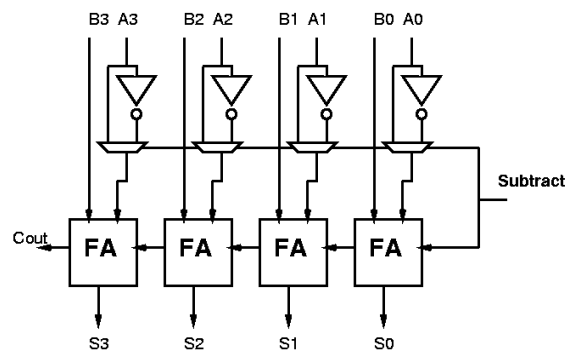 B3 A3 B2 A2 B1 A1 B0 A0
Subtract
Cout FA FA FA FA
S3 S2 S1 S0